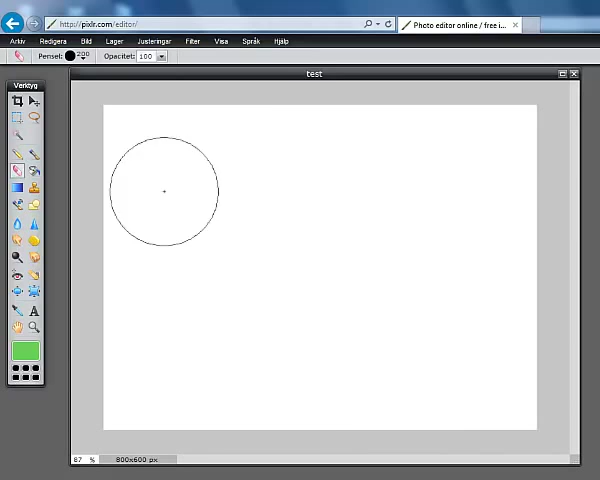 http://pixlr.com/editor/
Photo editor online / free i...
Arkiv Redigera Bild Lager Justeringar Filter Visa Språk Hjälp
Pensel: 200 Opacitet: 100
test
Verktyg
A
87 % 800x600 px